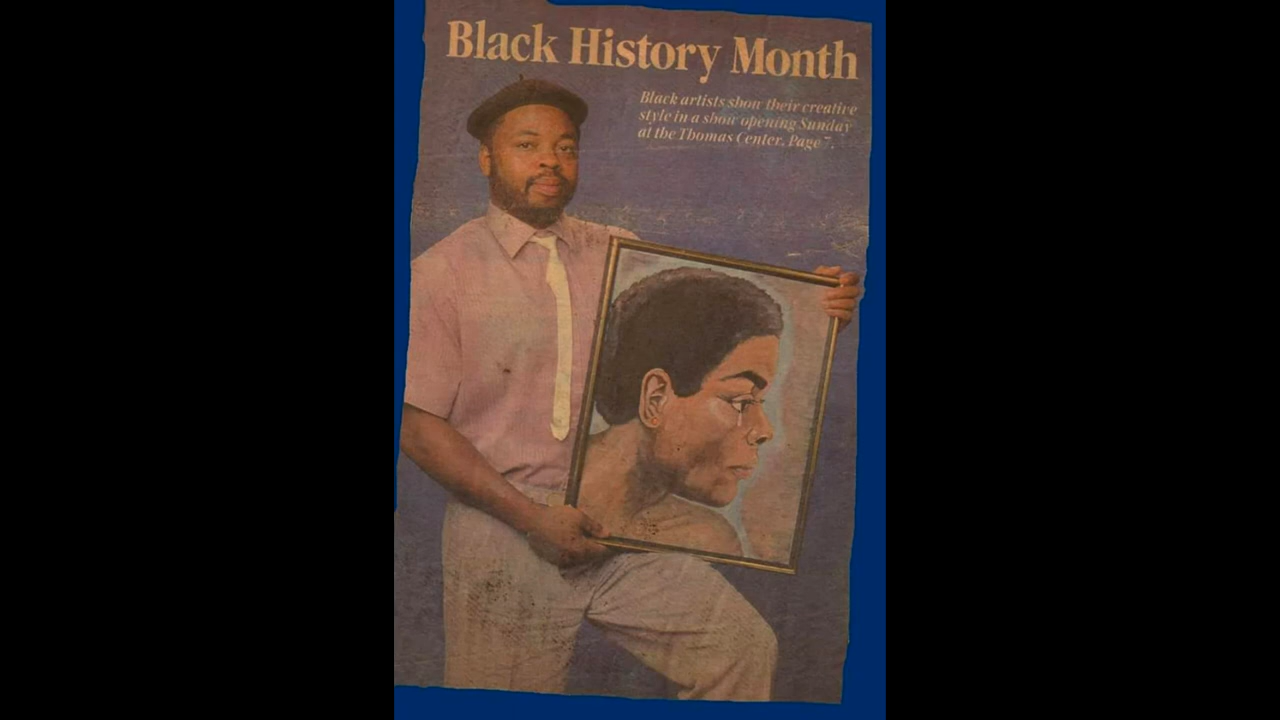 Black History Month
Black artists show their creative
style in a show opening Sunday
at the Thomas Center. Page 7.